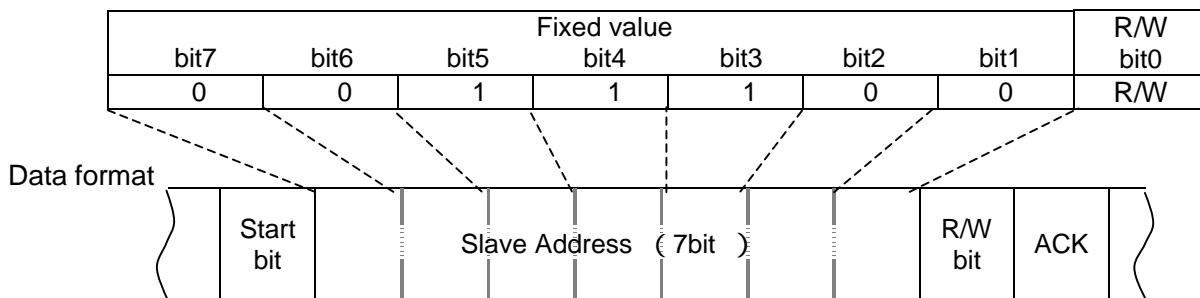 Fixed value R/W
bit7 bit6 bit5 bit4 bit3 bit2 bit1 bit0
0 0 1 1 1 0 0 R/W
Data format
Start bit
Slave Address ( 7bit )
R/W bit
ACK